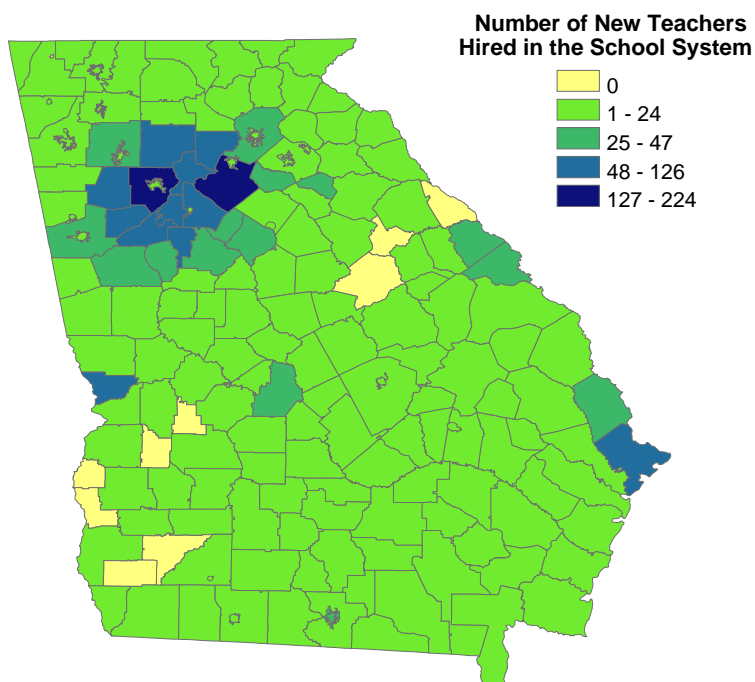 Number of New Teachers
Hired in the School System
0
1 - 24
25 - 47
48 - 126
127 - 224